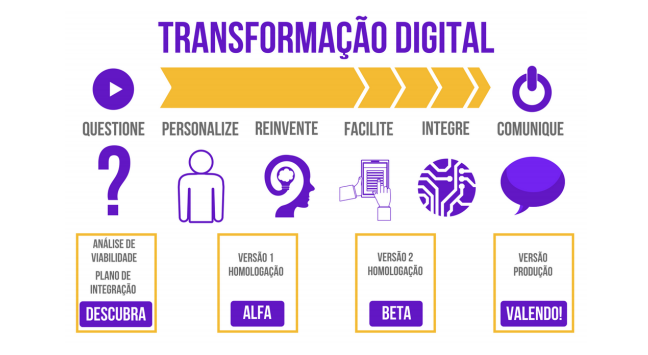 TRANSFORMAÇÃO DIGITAL
QUESTIONE
PERSONALIZE
REINVENTE
FACILITE
INTEGRE
COMUNIQUE
?
ANÁLISE DE
VIABILIDADE
PLANO DE
INTEGRAÇÃO
DESCUBRA
VERSÃO 1
HOMOLOGAÇÃO
ALFA
VERSÃO 2
HOMOLOGAÇÃO
BETA
VERSÃO
PRODUÇÃO
VALENDO!